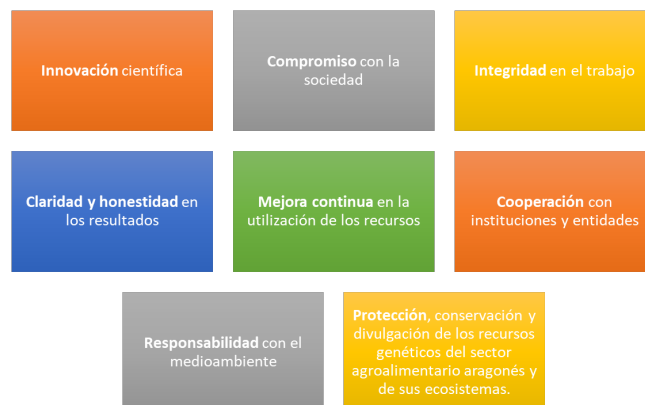 Innovación científica
Compromiso con la
sociedad
Integridad en el trabajo
Claridad y honestidad en
los resultados
Mejora continua en la
utilización de los recursos
Cooperación con
instituciones y entidades
Responsabilidad con el
medioambiente
Protección, conservación y
divulgación de los recursos
genéticos del sector
agroalimentario aragonés y
de sus ecosistemas.